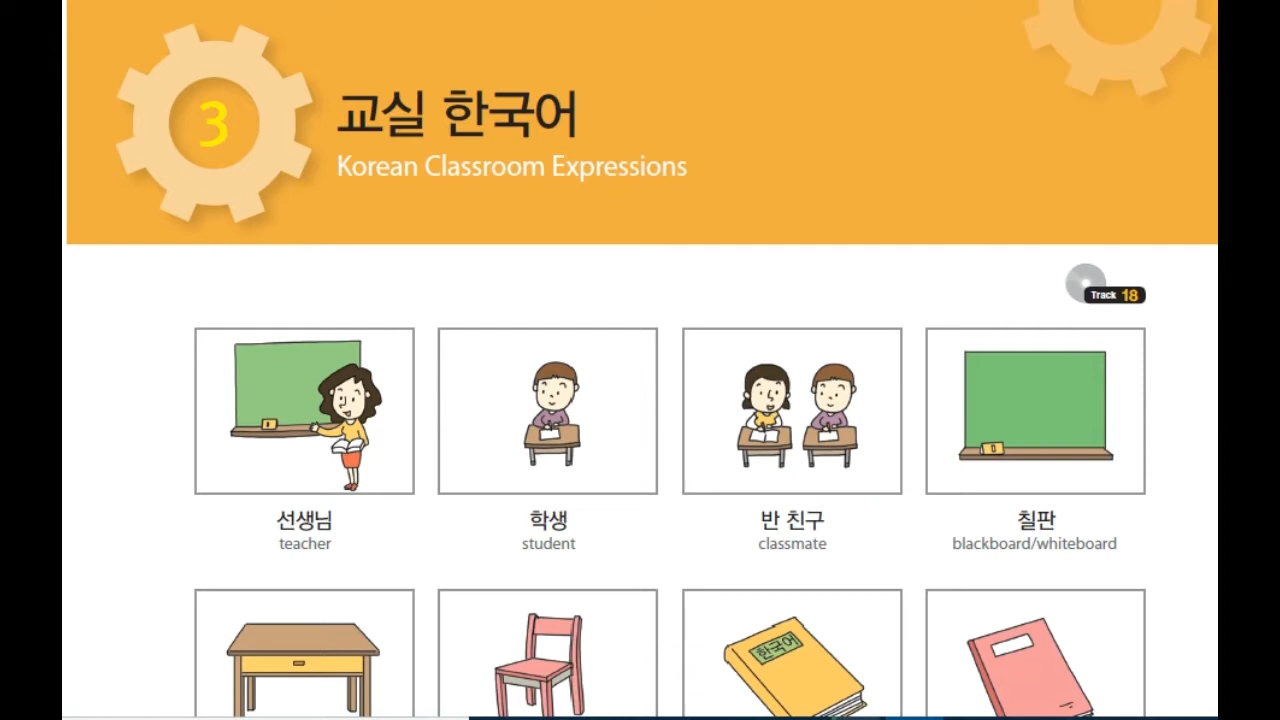 3
교실 한국어
Korean Classroom Expressions
Track 18
선생님
teacher
학생
student
반 친구
classmate
칠판
blackboard/whiteboard
한국어